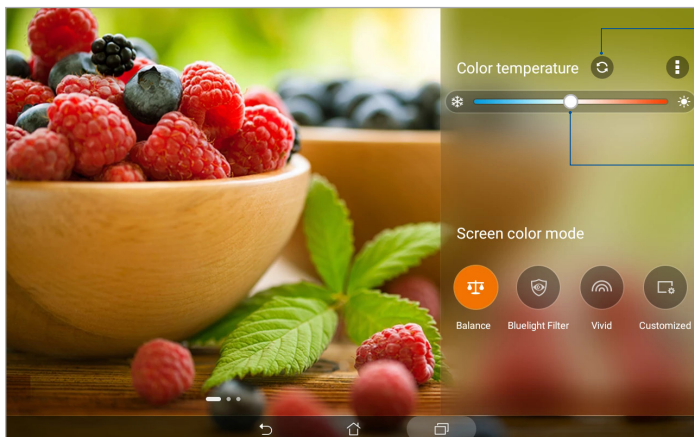 Color temperature
Screen color mode
Balance
Bluelight Filter
Vivid
Customized